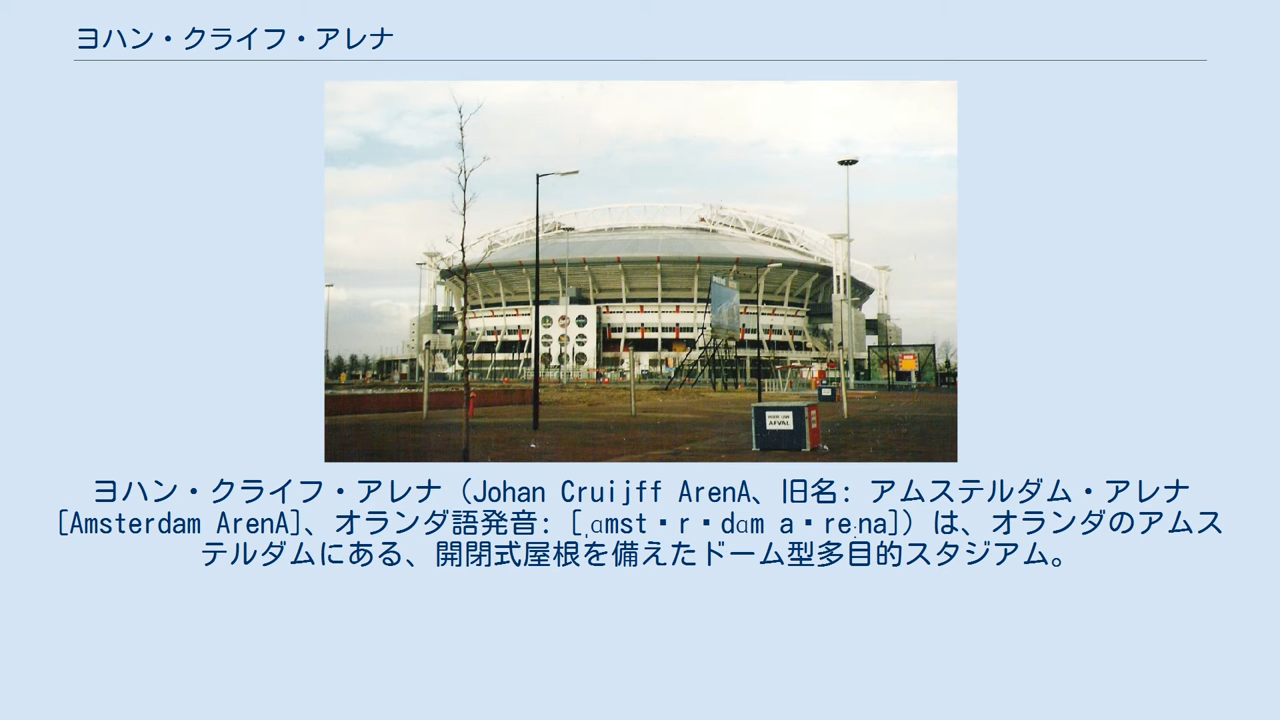 ヨハン・クライフ・アレナ
AFVAL
ヨハン・クライフ・アレナ（Johan Cruijff ArenA、旧名: アムステルダム・アレナ
[Amsterdam ArenA]、オランダ語発音: [ˌɑmst▪r▪dɑm a▪reːna]）は、オランダのアムス
テルダムにある、開閉式屋根を備えたドーム型多目的スタジアム。